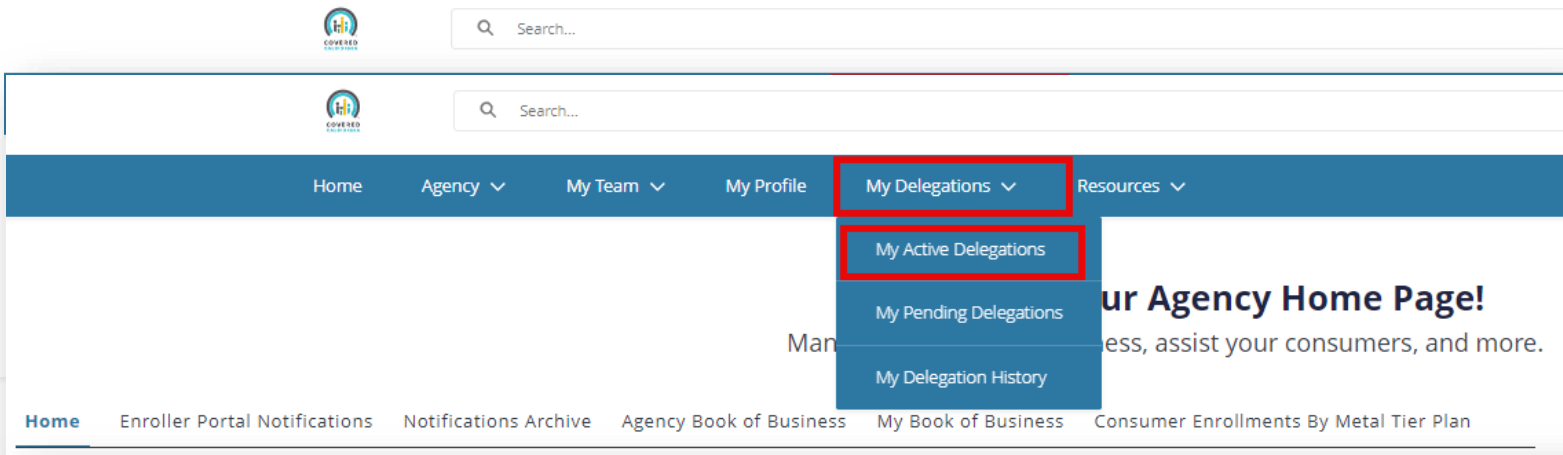 COVERED
CALIFORNIA
Search...
COVERED
CALIFORNIA
Search...
Home Agency My Team My Profile My Delegations Resources
My Active Delegations
My Pending Delegations
My Delegation History
ur Agency Home Page!
Man ess, assist your consumers, and more.
Home Enroller Portal Notifications Notifications Archive Agency Book of Business My Book of Business Consumer Enrollments By Metal Tier Plan